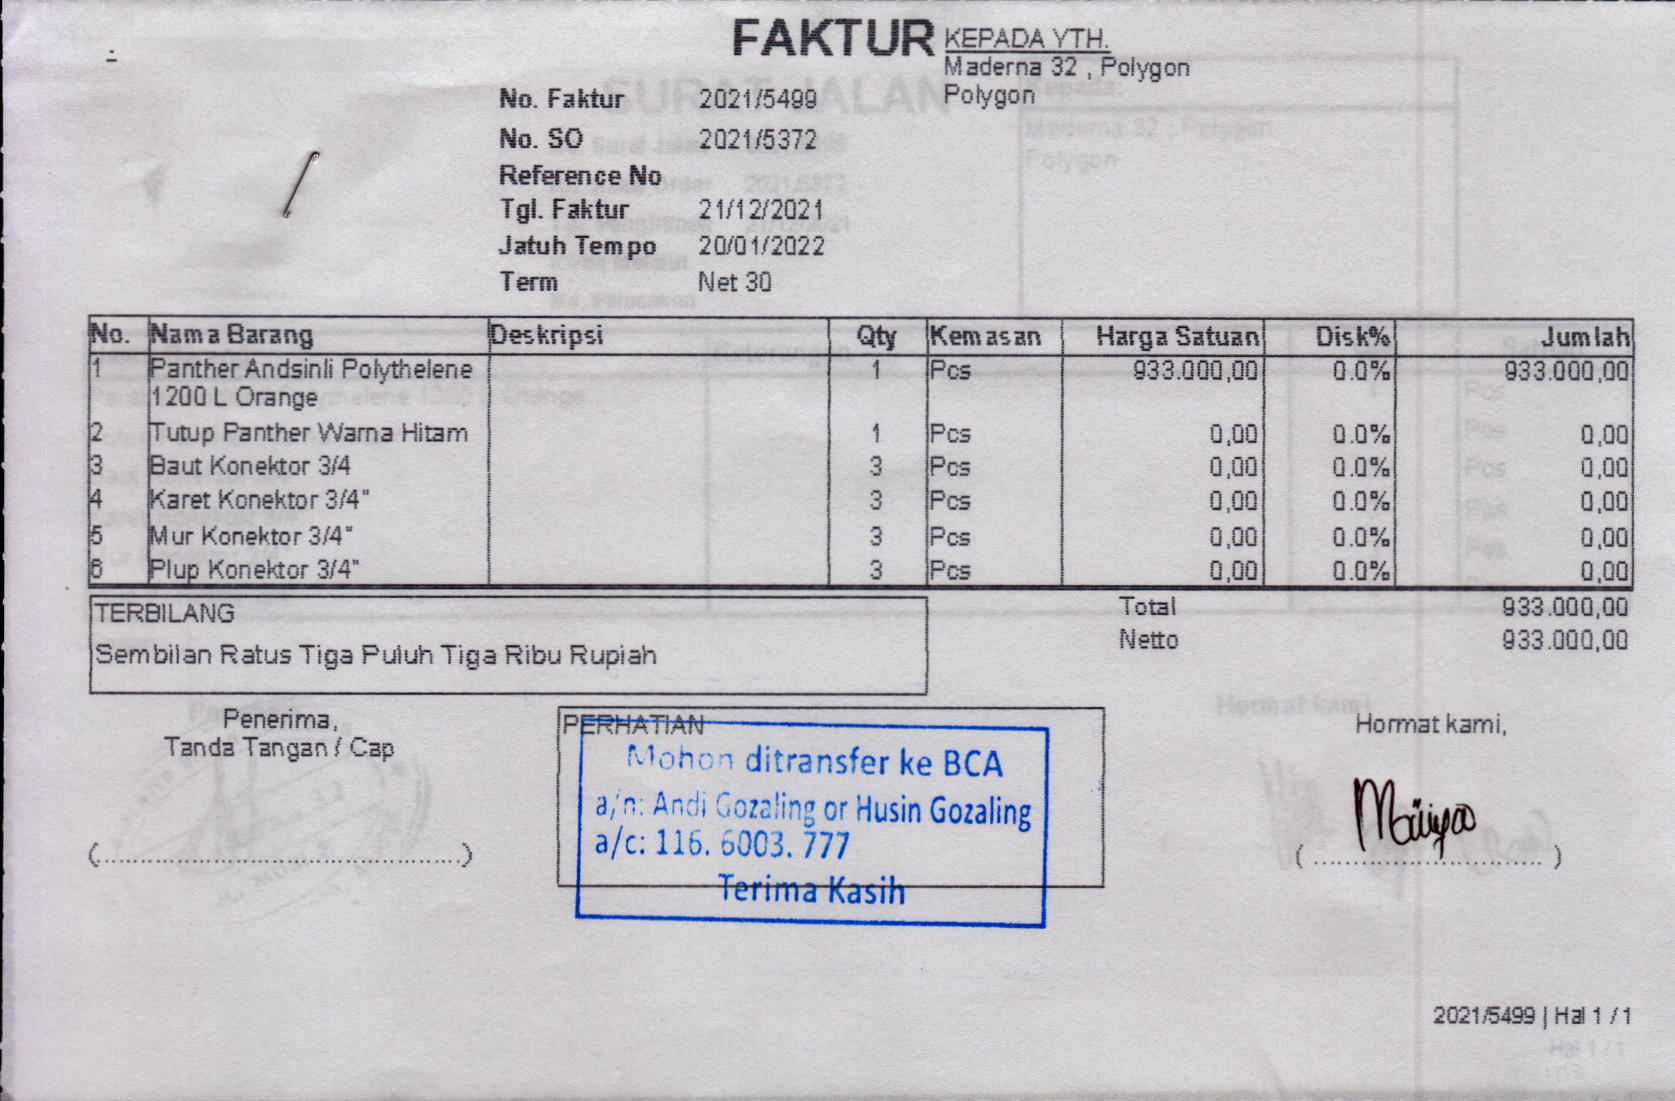 FAKTUR
KEPADA YTH.
Maderna 32 , Polygon
Polygon
No. Faktur 2021/5499
No. SO 2021/5372
Reference No
Tgl. Faktur 21/12/2021
Jatuh Tempo 20/01/2022
Term Net 30
No. Nama Barang Deskripsi Qty Kemasan Harga Satuan Disk% Jumlah
1 Panther Andsinli Polythelene 1 Pcs 933.000,00 0.0% 933.000,00
1200 L Orange
2 Tutup Panther Warna Hitam 1 Pcs 0,00 0.0% 0,00
3 Baut Konektor 3/4 3 Pcs 0,00 0.0% 0,00
4 Karet Konektor 3/4" 3 Pcs 0,00 0.0% 0,00
5 Mur Konektor 3/4" 3 Pcs 0,00 0.0% 0,00
6 Plup Konektor 3/4" 3 Pcs 0,00 0.0% 0,00
TERBILANG
Sembilan Ratus Tiga Puluh Tiga Ribu Rupiah
Total 933.000,00
Netto 933.000,00
Penerima,
Tanda Tangan / Cap
(..................................................)
PERHATIAN
Mohon ditransfer ke BCA
a/n: Andi Gozaling or Husin Gozaling
a/c: 116. 6003. 777
Terima Kasih
Hormat kami,
( ................................ )
2021/5499 | Hal 1 / 1